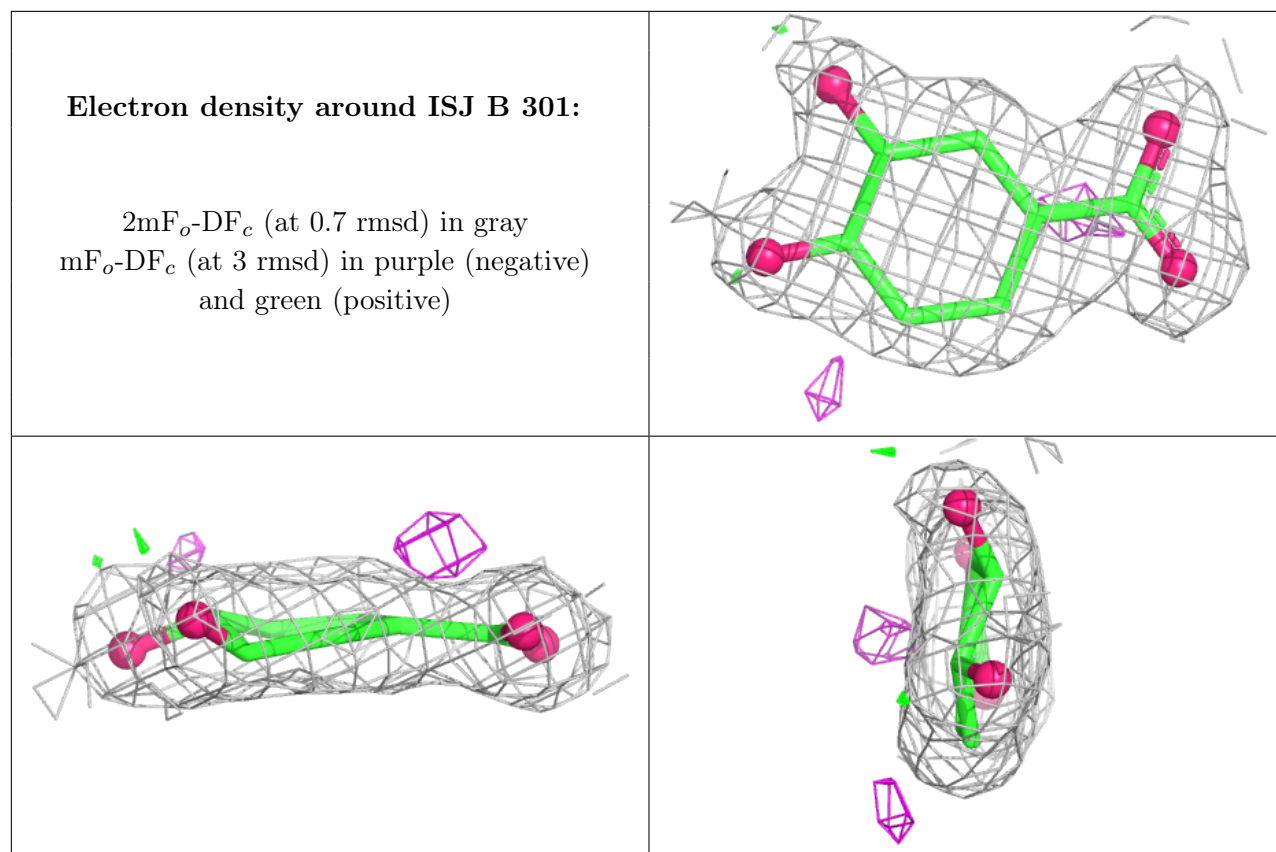 Electron density around ISJ B 301:
2mFo-DFc (at 0.7 rmsd) in gray
mFo-DFc (at 3 rmsd) in purple (negative)
and green (positive)